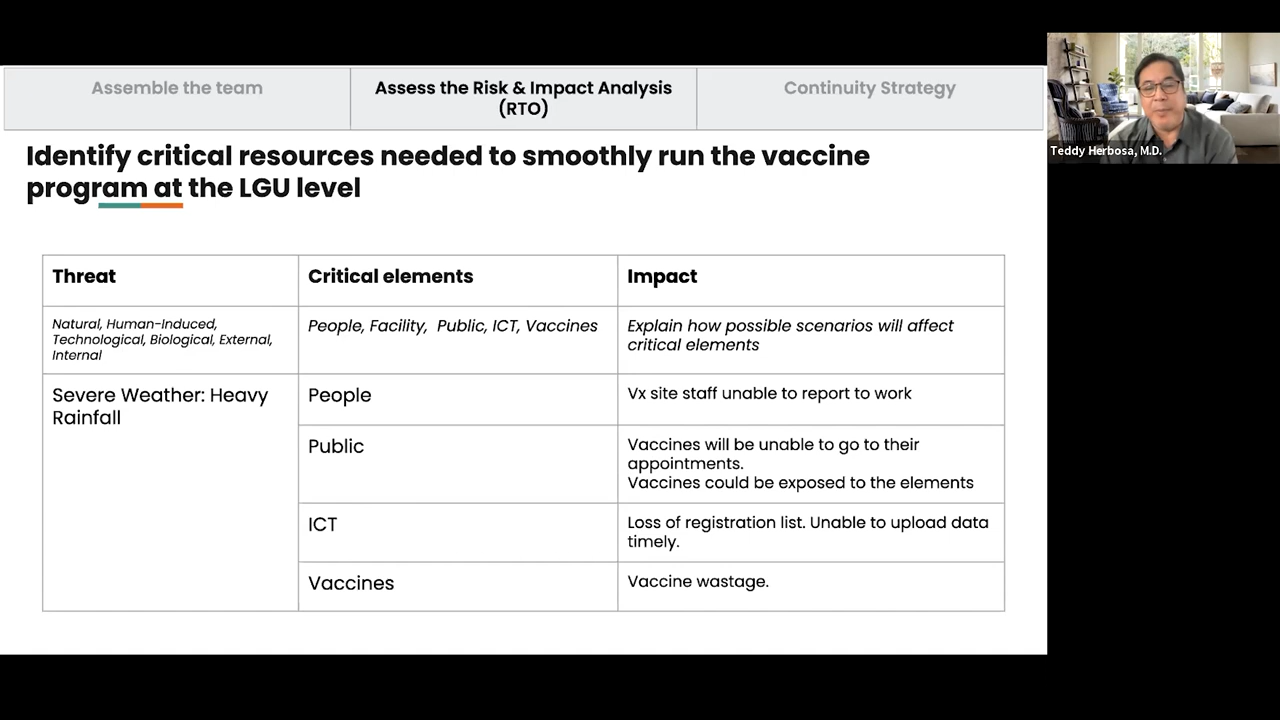 Assemble the team
Assess the Risk & Impact Analysis
(RTO)
Continuity Strategy
Teddy Herbosa, M.D.
Identify critical resources needed to smoothly run the vaccine
program at the LGU level
Threat
Critical elements
Impact
Natural, Human-Induced,
Technological, Biological, External,
Internal
People, Facility, Public, ICT, Vaccines
Explain how possible scenarios will affect
critical elements
Severe Weather: Heavy
Rainfall
People
Vx site staff unable to report to work
Public
Vaccines will be unable to go to their
appointments.
Vaccines could be exposed to the elements
ICT
Loss of registration list. Unable to upload data
timely.
Vaccines
Vaccine wastage.